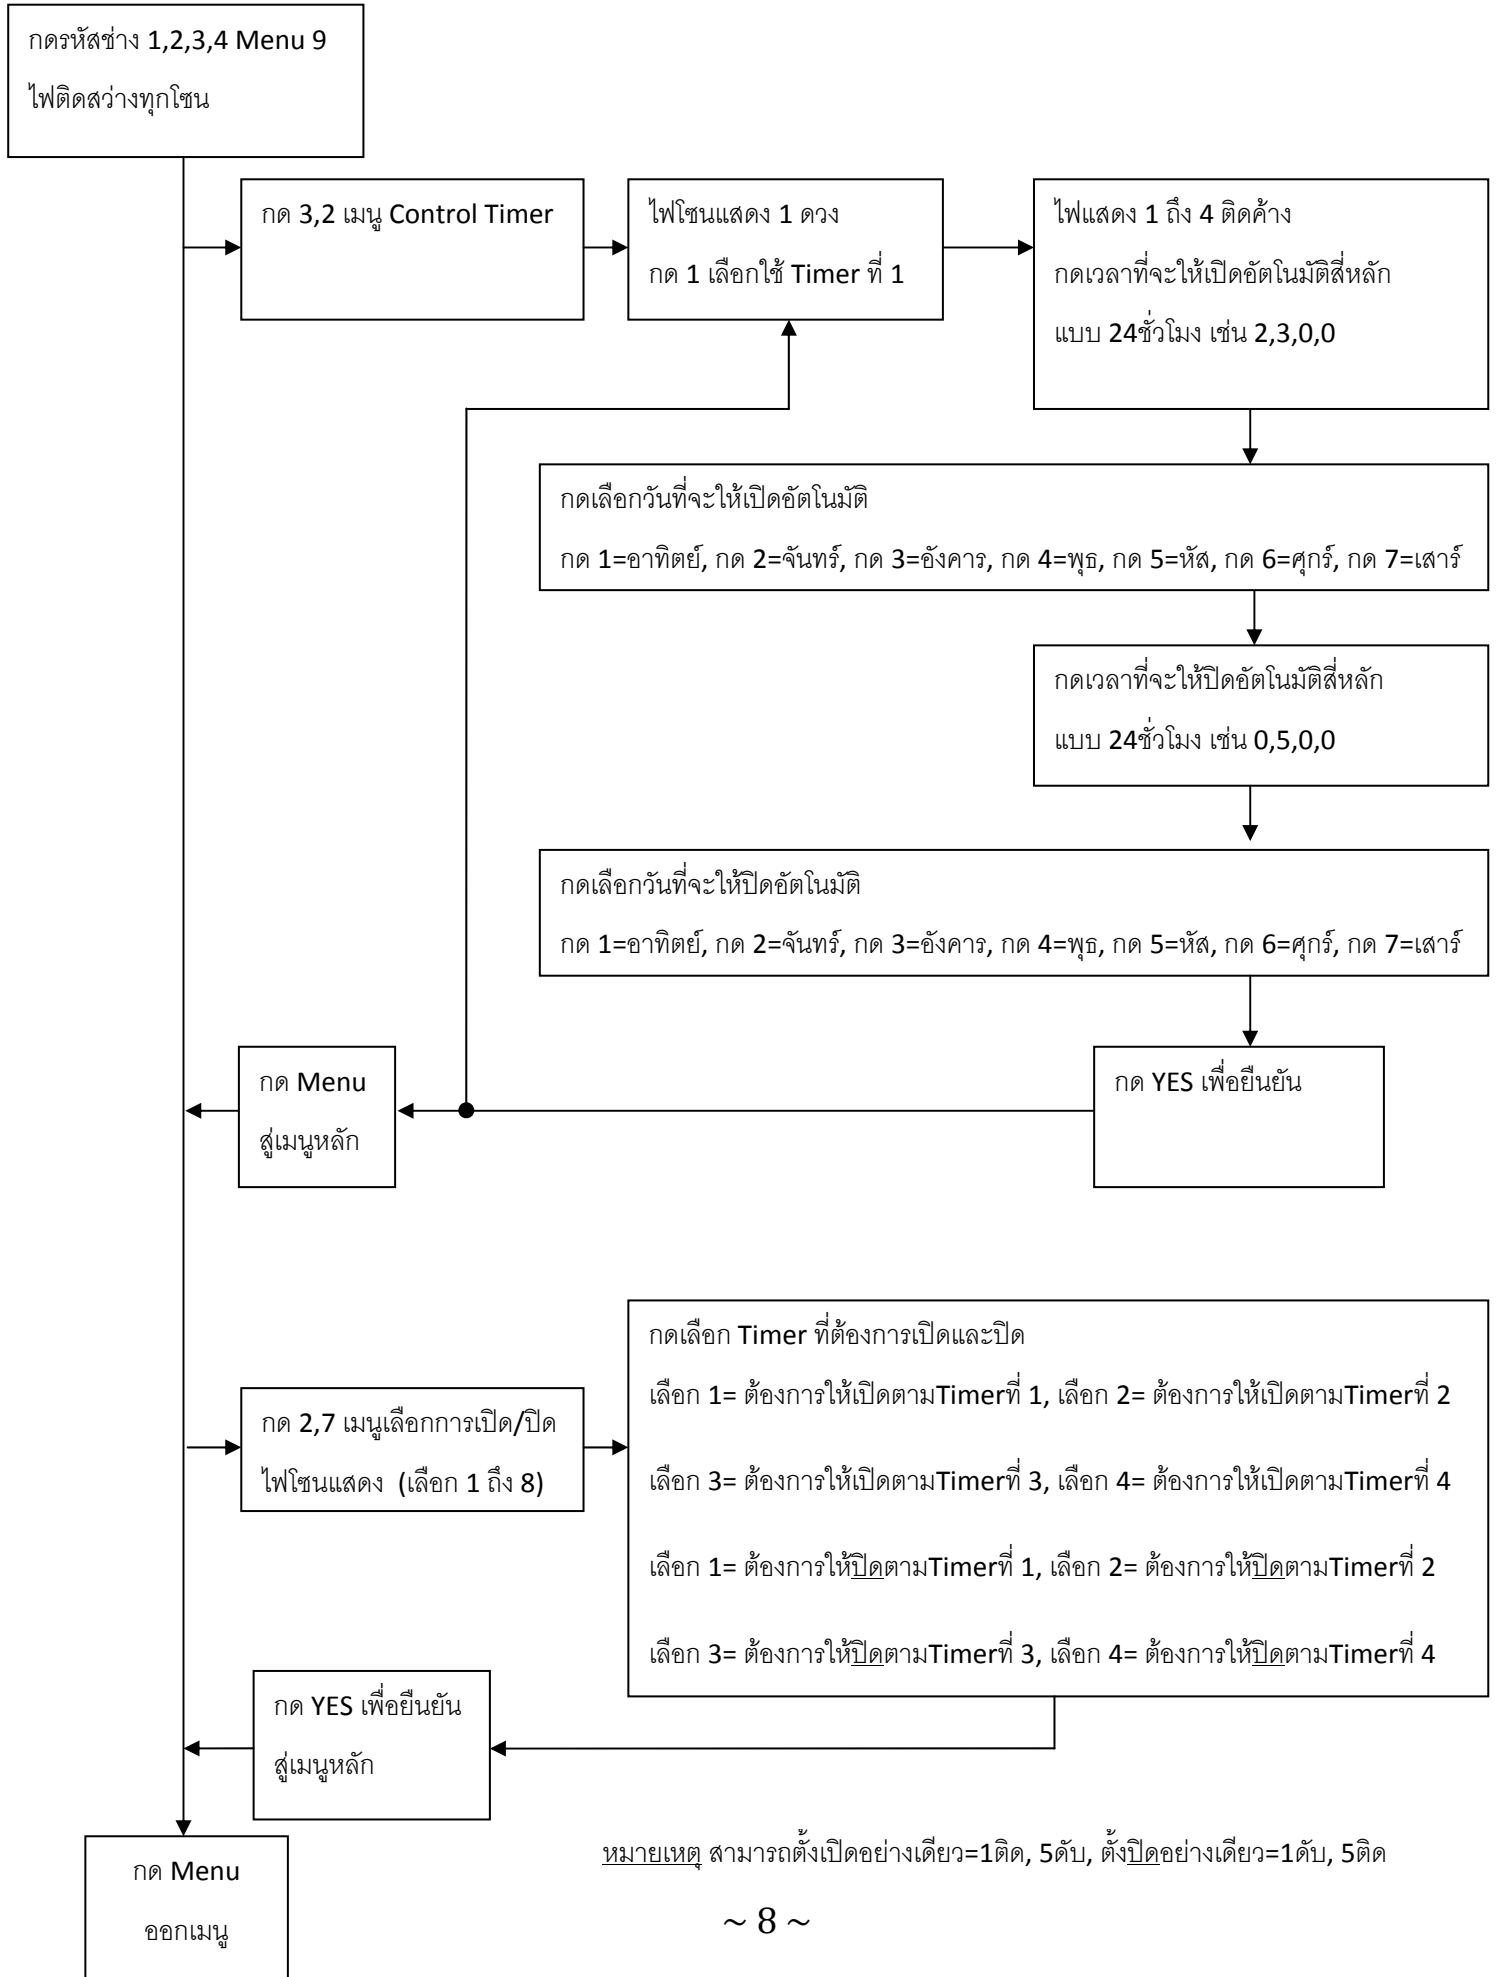 กดรหัสช่าง 1,2,3,4 Menu 9
ไฟติดสว่างทุกโซน
กด 3,2 เมนู Control Timer
ไฟโซนแสดง 1 ดวง
กด 1 เลือกใช้ Timer ที่ 1
ไฟแสดง 1 ถึง 4 ติดค้าง
กดเวลาที่จะให้เปิดอัตโนมัติสี่หลัก
แบบ 24ชั่วโมง เช่น 2,3,0,0
กดเลือกวันที่จะให้เปิดอัตโนมัติ
กด 1=อาทิตย์, กด 2=จันทร์, กด 3=อังคาร, กด 4=พุธ, กด 5=หัส, กด 6=ศุกร์, กด 7=เสาร์
กดเวลาที่จะให้ปิดอัตโนมัติสี่หลัก
แบบ 24ชั่วโมง เช่น 0,5,0,0
กดเลือกวันที่จะให้ปิดอัตโนมัติ
กด 1=อาทิตย์, กด 2=จันทร์, กด 3=อังคาร, กด 4=พุธ, กด 5=หัส, กด 6=ศุกร์, กด 7=เสาร์
กด YES เพื่อยืนยัน
กด Menu
สู่เมนูหลัก
กด 2,7 เมนูเลือกการเปิด/ปิด
ไฟโซนแสดง (เลือก 1 ถึง 8)
กดเลือก Timer ที่ต้องการเปิดและปิด
เลือก 1= ต้องการให้เปิดตามTimerที่ 1, เลือก 2= ต้องการให้เปิดตามTimerที่ 2
เลือก 3= ต้องการให้เปิดตามTimerที่ 3, เลือก 4= ต้องการให้เปิดตามTimerที่ 4
เลือก 1= ต้องการให้ปิดตามTimerที่ 1, เลือก 2= ต้องการให้ปิดตามTimerที่ 2
เลือก 3= ต้องการให้ปิดตามTimerที่ 3, เลือก 4= ต้องการให้ปิดตามTimerที่ 4
กด YES เพื่อยืนยัน
สู่เมนูหลัก
กด Menu
ออกเมนู
หมายเหตุ สามารถตั้งเปิดอย่างเดียว=1ติด, 5ดับ, ตั้งปิดอย่างเดียว=1ดับ, 5ติด
~ 8 ~